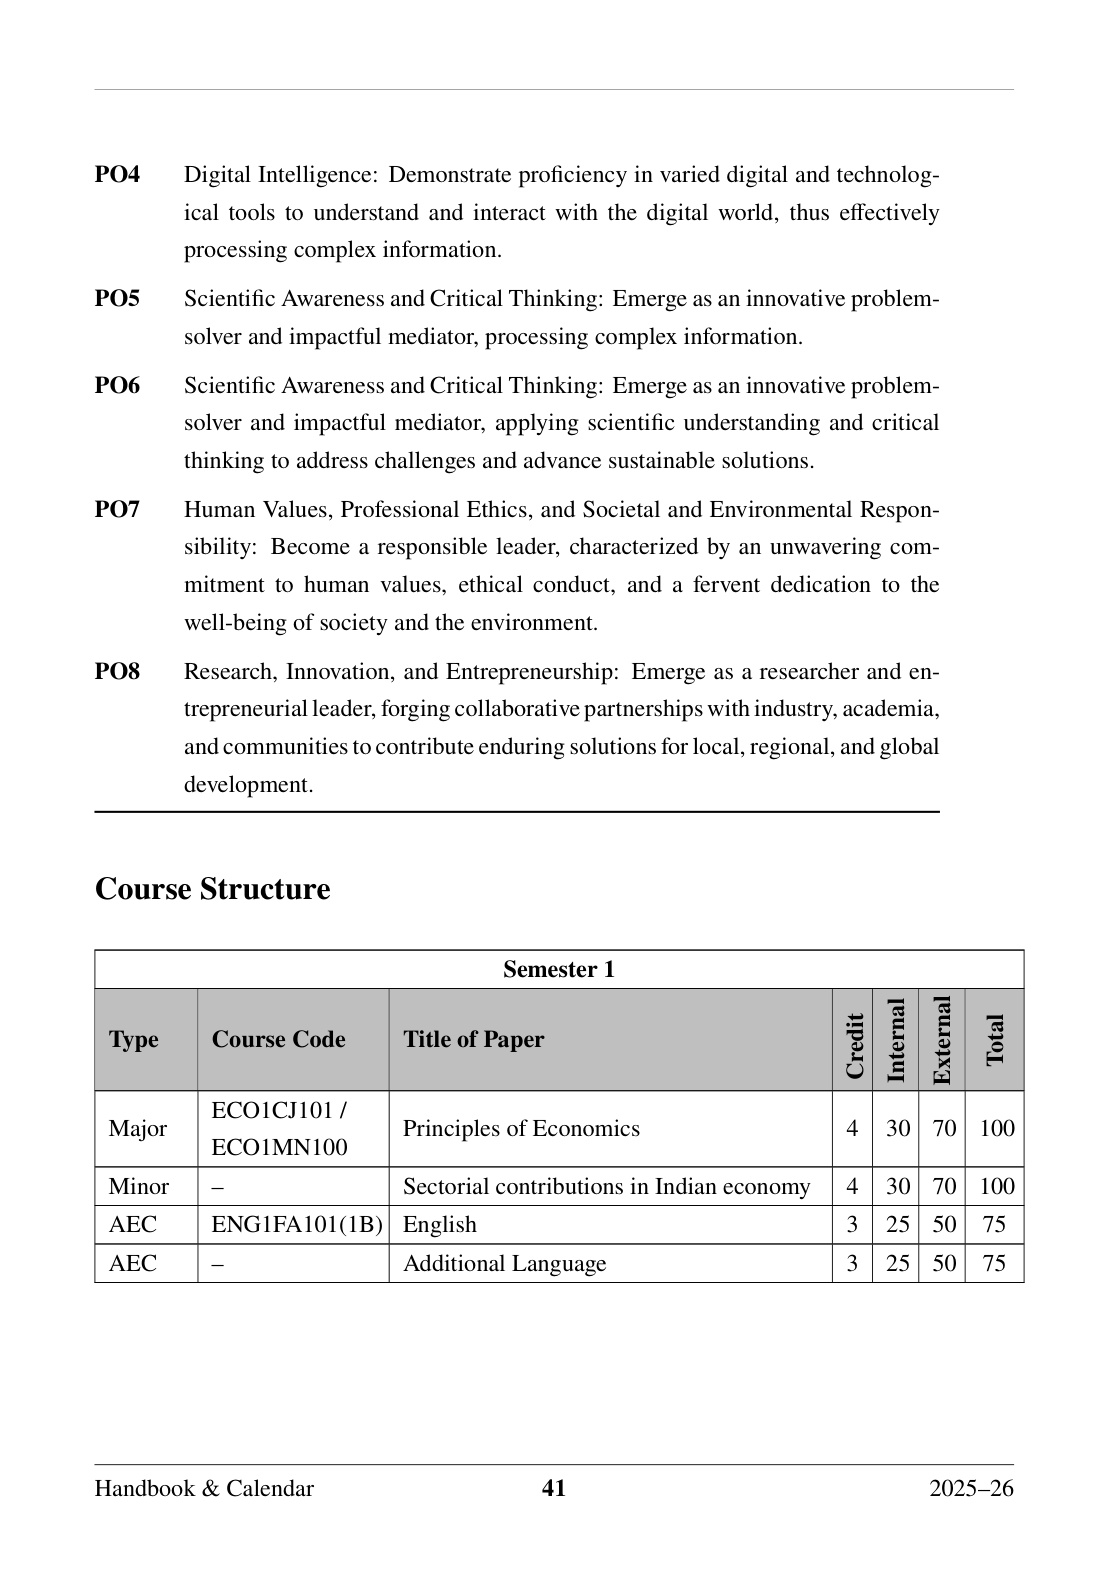 PO4 Digital Intelligence: Demonstrate proficiency in varied digital and technolog-
ical tools to understand and interact with the digital world, thus effectively
processing complex information.
PO5 Scientific Awareness and Critical Thinking: Emerge as an innovative problem-
solver and impactful mediator, processing complex information.
PO6 Scientific Awareness and Critical Thinking: Emerge as an innovative problem-
solver and impactful mediator, applying scientific understanding and critical
thinking to address challenges and advance sustainable solutions.
PO7 Human Values, Professional Ethics, and Societal and Environmental Respon-
sibility: Become a responsible leader, characterized by an unwavering com-
mitment to human values, ethical conduct, and a fervent dedication to the
well-being of society and the environment.
PO8 Research, Innovation, and Entrepreneurship: Emerge as a researcher and en-
trepreneurial leader, forging collaborative partnerships with industry, academia,
and communities to contribute enduring solutions for local, regional, and global
development.
Course Structure
Semester 1
Type Course Code Title of Paper Credit Internal External Total
Major ECO1CJ101 / ECO1MN100 Principles of Economics 4 30 70 100
Minor – Sectorial contributions in Indian economy 4 30 70 100
AEC ENG1FA101(1B) English 3 25 50 75
AEC – Additional Language 3 25 50 75
Handbook & Calendar 41 2025–26